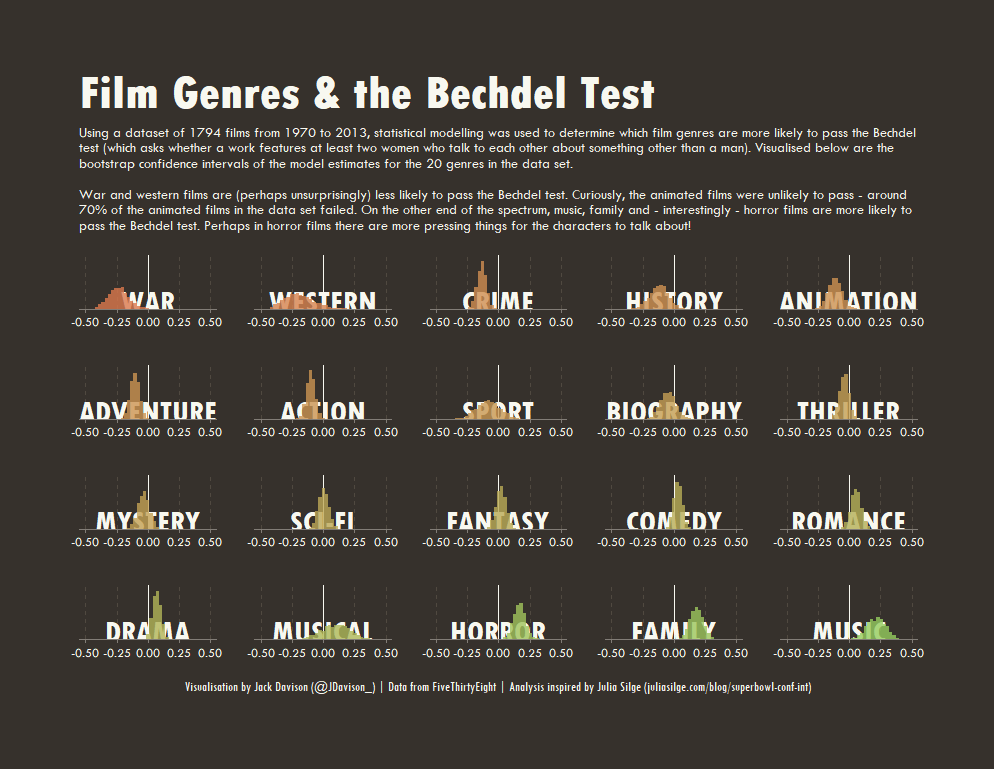 Film Genres & the Bechdel Test
Using a dataset of 1794 films from 1970 to 2013, statistical modelling was used to determine which film genres are more likely to pass the Bechdel
test (which asks whether a work features at least two women who talk to each other about something other than a man). Visualised below are the
bootstrap confidence intervals of the model estimates for the 20 genres in the data set.
War and western films are (perhaps unsurprisingly) less likely to pass the Bechdel test. Curiously, the animated films were unlikely to pass - around
70% of the animated films in the data set failed. On the other end of the spectrum, music, family and - interestingly - horror films are more likely to
pass the Bechdel test. Perhaps in horror films there are more pressing things for the characters to talk about!
WAR WESTERN CRIME HISTORY ANIMATION
-0.50 -0.25 0.00 0.25 0.50 -0.50 -0.25 0.00 0.25 0.50 -0.50 -0.25 0.00 0.25 0.50 -0.50 -0.25 0.00 0.25 0.50 -0.50 -0.25 0.00 0.25 0.50
ADVENTURE ACTION SPORT BIOGRAPHY THRILLER
-0.50 -0.25 0.00 0.25 0.50 -0.50 -0.25 0.00 0.25 0.50 -0.50 -0.25 0.00 0.25 0.50 -0.50 -0.25 0.00 0.25 0.50 -0.50 -0.25 0.00 0.25 0.50
MYSTERY SCI-FI FANTASY COMEDY ROMANCE
-0.50 -0.25 0.00 0.25 0.50 -0.50 -0.25 0.00 0.25 0.50 -0.50 -0.25 0.00 0.25 0.50 -0.50 -0.25 0.00 0.25 0.50 -0.50 -0.25 0.00 0.25 0.50
DRAMA MUSICAL HORROR FAMILY MUSIC
-0.50 -0.25 0.00 0.25 0.50 -0.50 -0.25 0.00 0.25 0.50 -0.50 -0.25 0.00 0.25 0.50 -0.50 -0.25 0.00 0.25 0.50 -0.50 -0.25 0.00 0.25 0.50
Visualisation by Jack Davison (@JDavison_) | Data from FiveThirtyEight | Analysis inspired by Julia Silge (juliasilge.com/blog/superbowl-conf-int)